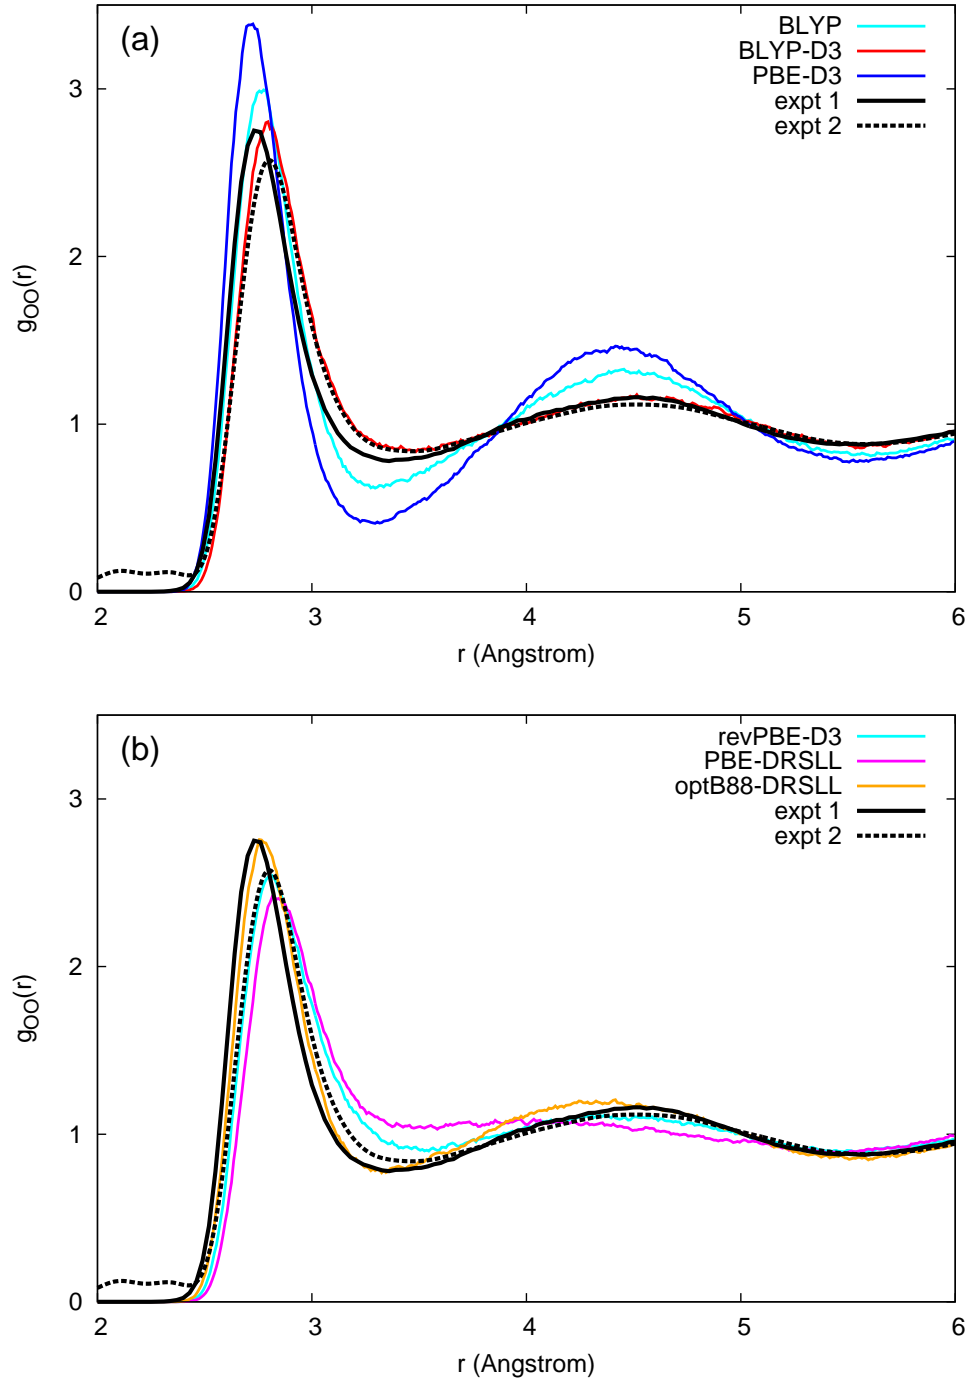 (a)
BLYP
BLYP-D3
PBE-D3
expt 1
expt 2
3
2
1
0
gOO(r)
2 3 4 5 6
r (Angstrom)
(b)
revPBE-D3
PBE-DRSLL
optB88-DRSLL
expt 1
expt 2
3
2
1
0
gOO(r)
2 3 4 5 6
r (Angstrom)